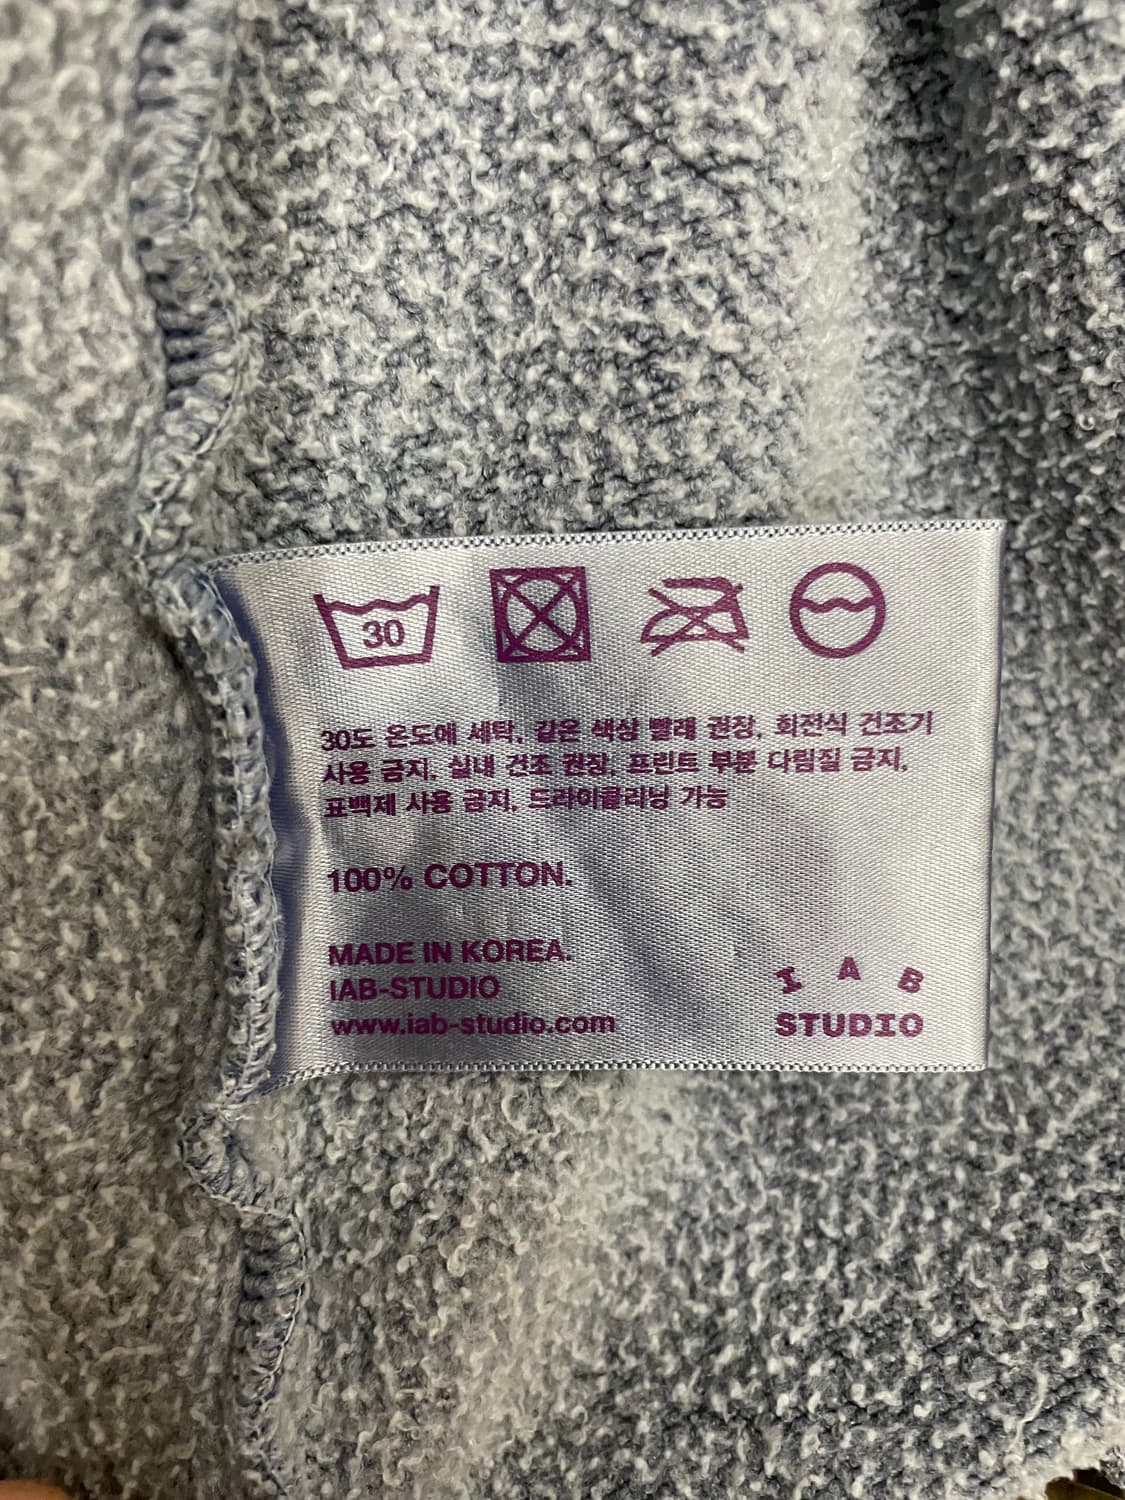 30
30도 온도에 세탁, 같은 색상 빨래 권장, 회전식 건조기
사용 금지, 실내 건조 권장, 프린트 부분 다림질 금지,
표백제 사용 금지, 드라이클리닝 가능
100% COTTON.
MADE IN KOREA.
IAB-STUDIO
www.iab-studio.com
I A B
STUDIO